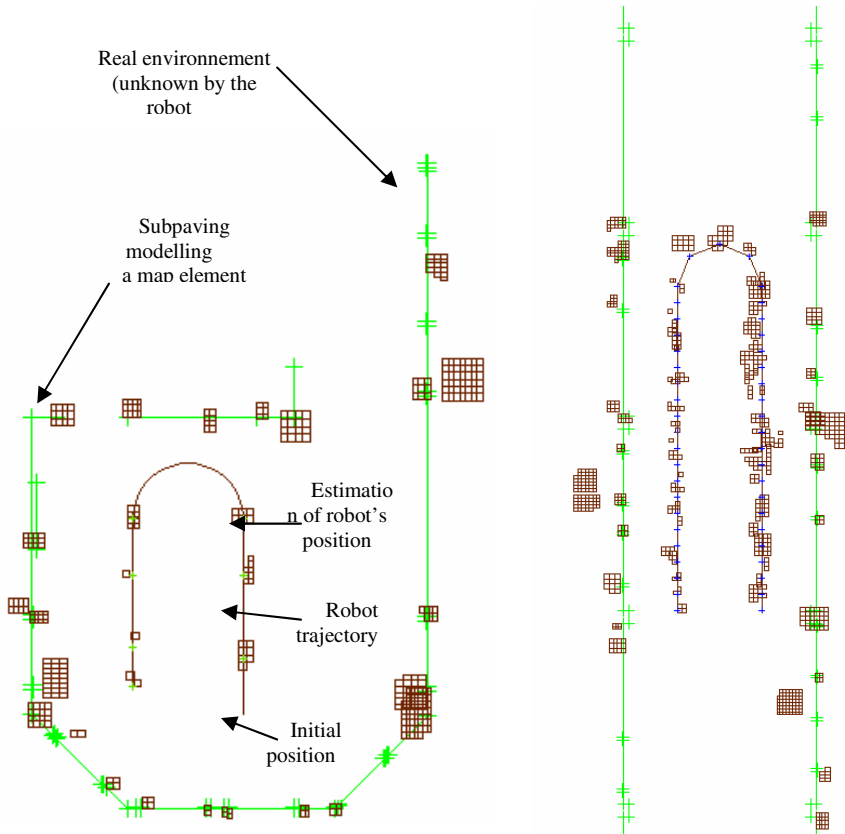 Real environnement
(unknown by the
robot
Subpaving
modelling
a map element
Estimatio
n of robot's
position
Robot
trajectory
Initial
position